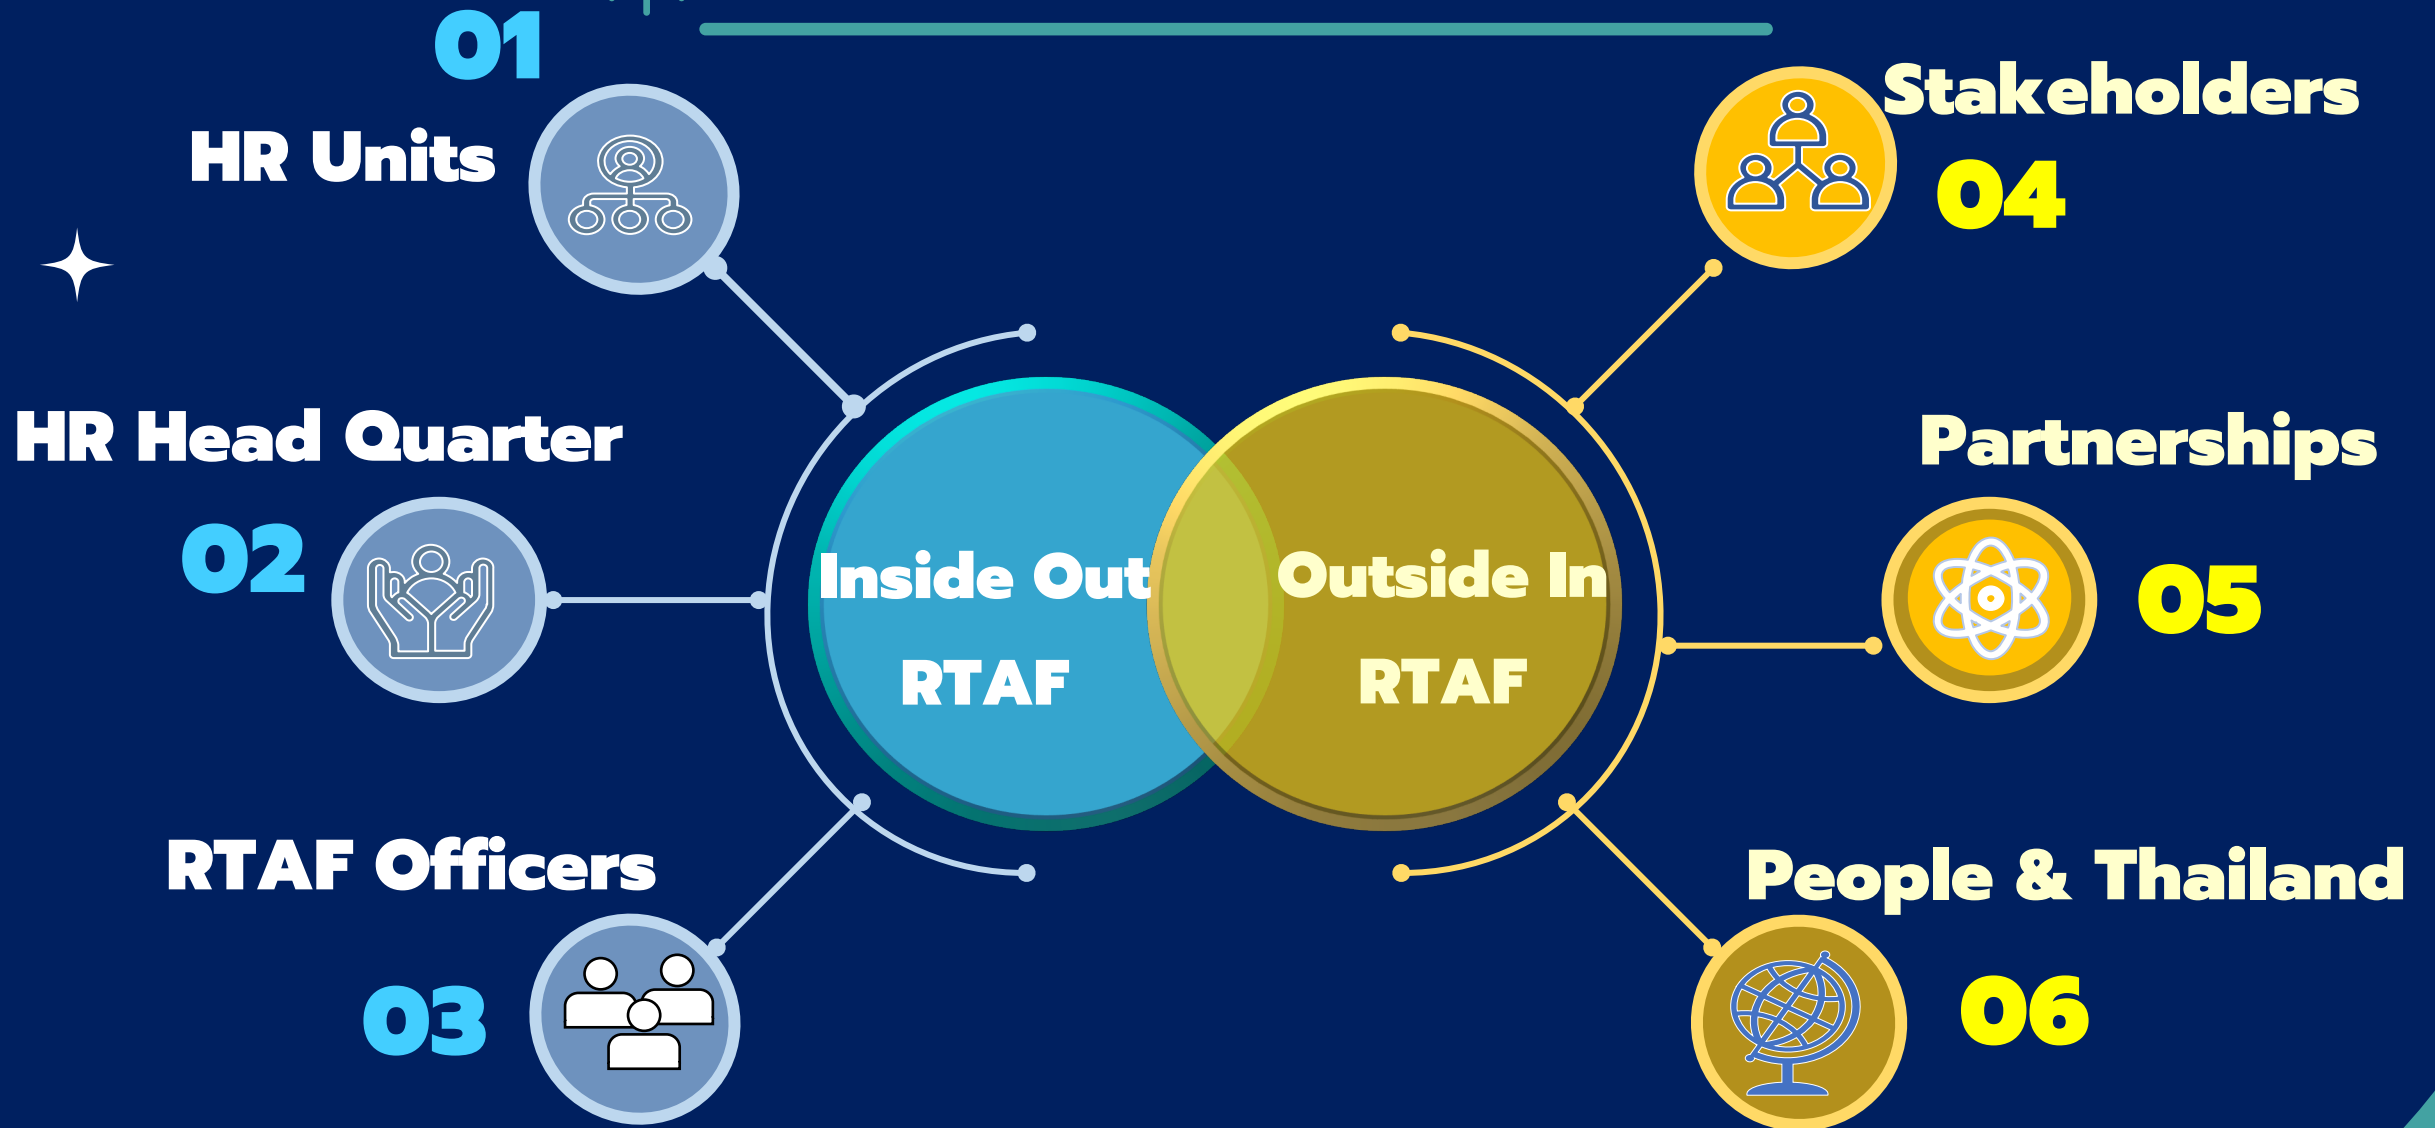 01
HR Units
HR Head Quarter
02
RTAF Officers
03
Inside Out
RTAF
Outside In
RTAF
Stakeholders
04
Partnerships
05
People & Thailand
06